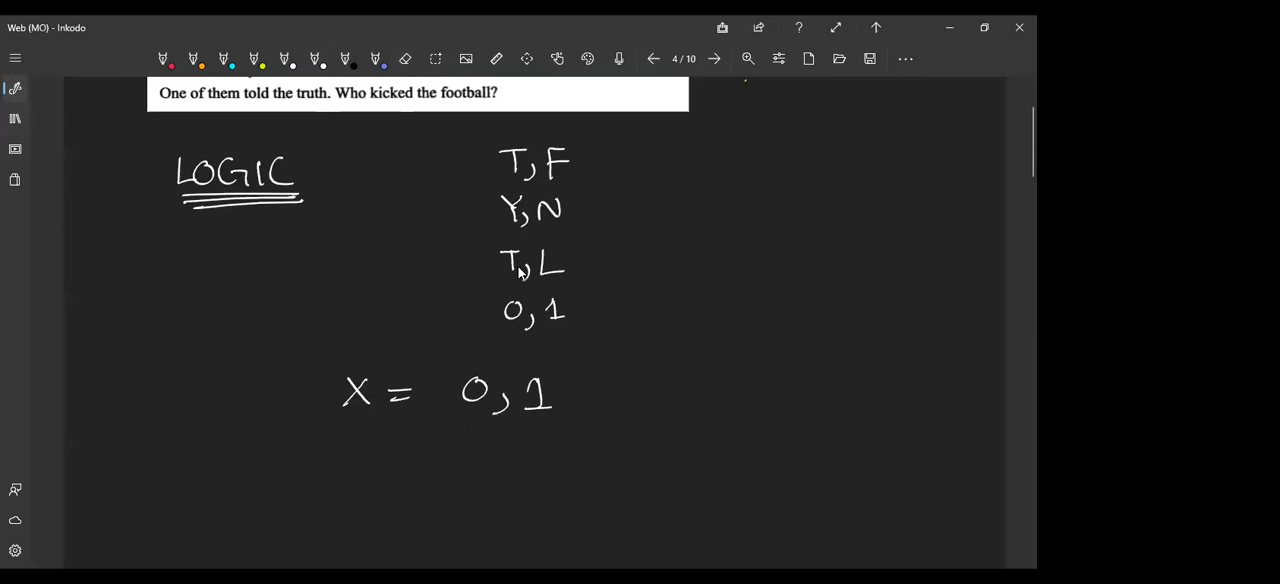 Web (MO) - Inkodo
4 / 10
One of them told the truth. Who kicked the football?
LOGIC
T, F
Y, N
T, L
0, 1
X = 0, 1